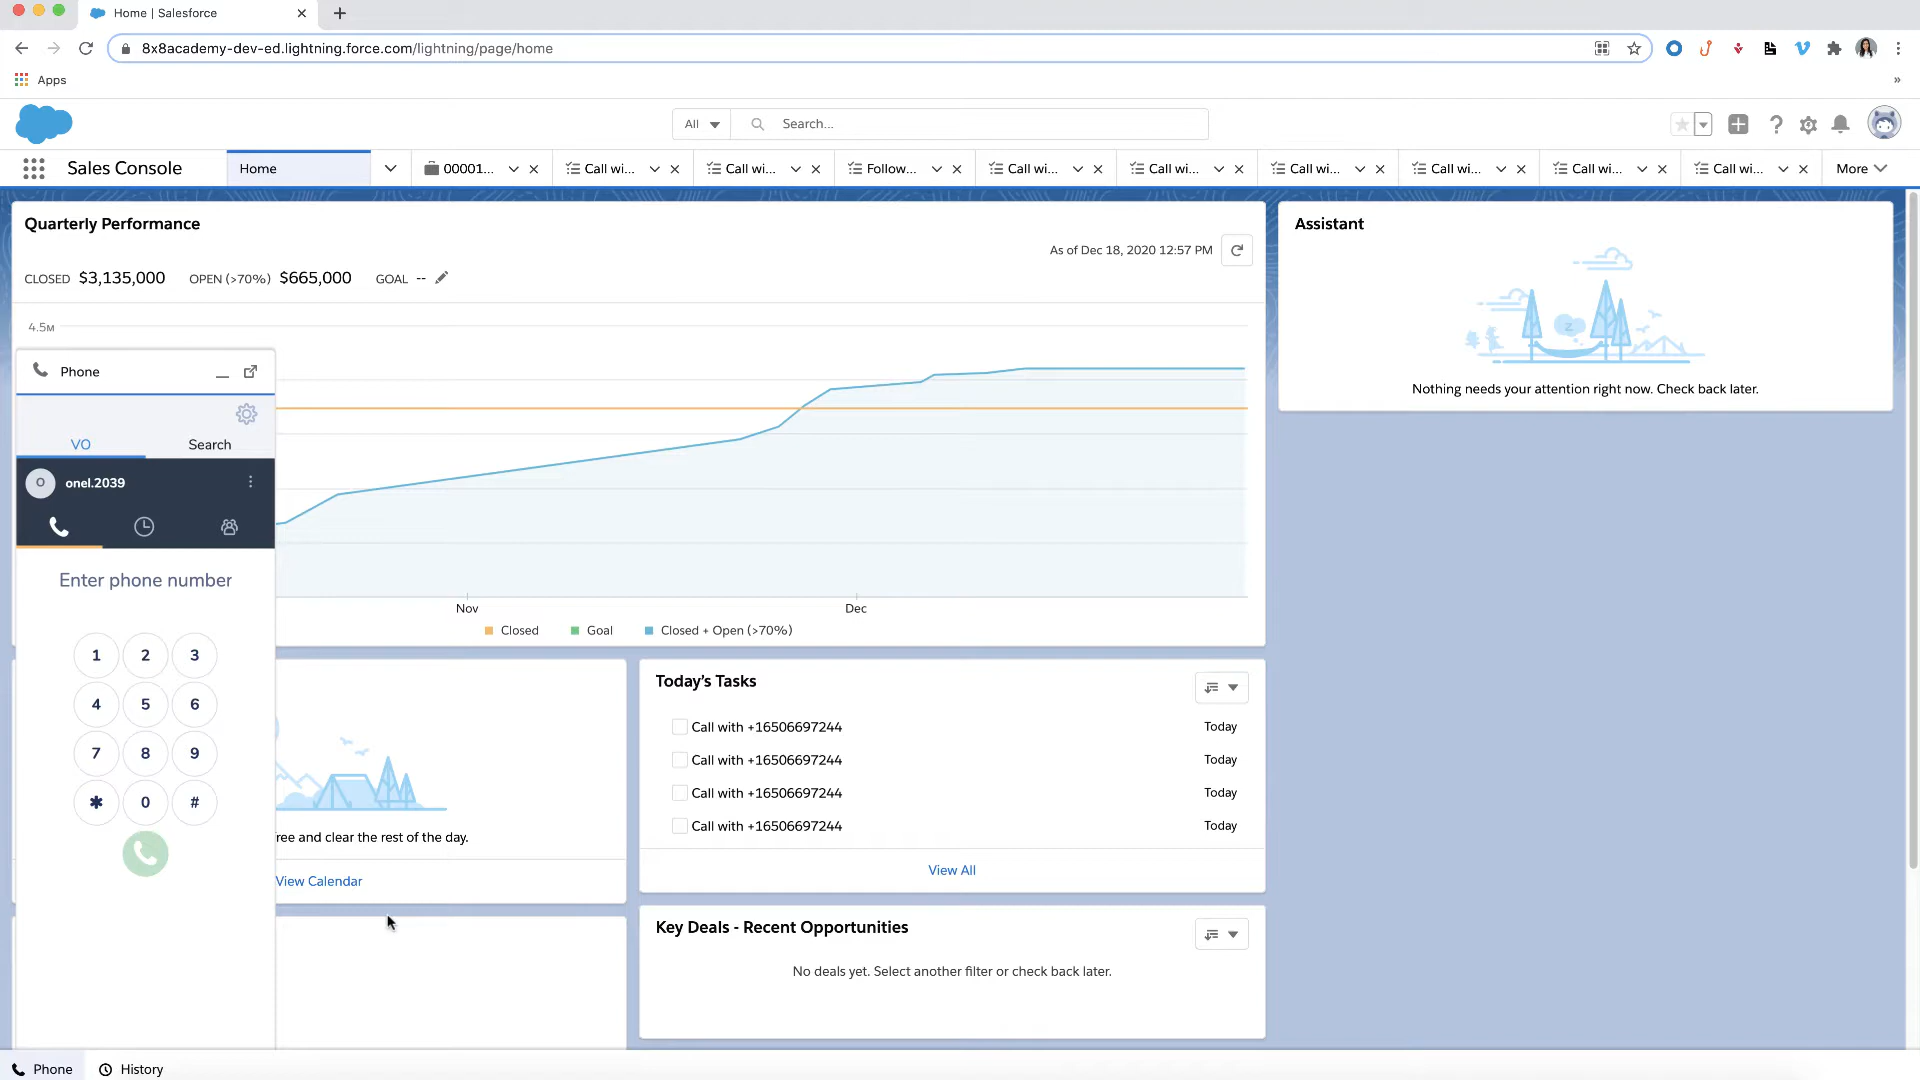 Home | Salesforce
8x8academy-dev-ed.lightning.force.com/lightning/page/home
Apps
»
All
Search...
Sales Console
Home
00001...
Call wi...
Call wi...
Follow...
Call wi...
Call wi...
Call wi...
Call wi...
Call wi...
Call wi...
More
Quarterly Performance
As of Dec 18, 2020 12:57 PM
CLOSED $3,135,000 OPEN (>70%) $665,000 GOAL --
4.5M
Nov
Dec
Closed
Goal
Closed + Open (>70%)
Assistant
z
Nothing needs your attention right now. Check back later.
Phone
VO
Search
O
onel.2039
Enter phone number
1 2 3
4 5 6
7 8 9
* 0 #
ree and clear the rest of the day.
View Calendar
Today's Tasks
Call with +16506697244 Today
Call with +16506697244 Today
Call with +16506697244 Today
Call with +16506697244 Today
View All
Key Deals - Recent Opportunities
No deals yet. Select another filter or check back later.
Phone
History